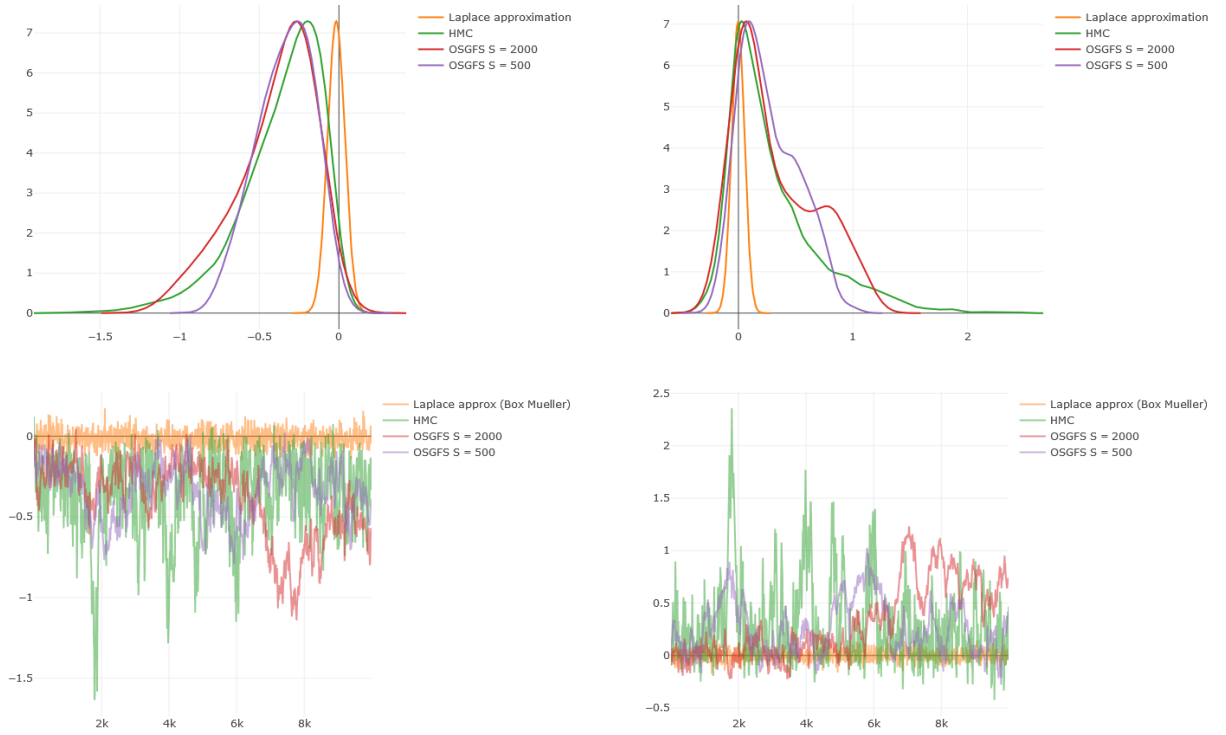 Laplace approximation
HMC
OSGFS S = 2000
OSGFS S = 500
7
6
5
4
3
2
1
0
−1.5
−1
−0.5
0
Laplace approximation
HMC
OSGFS S = 2000
OSGFS S = 500
7
6
5
4
3
2
1
0
0
1
2
Laplace approx (Box Mueller)
HMC
OSGFS S = 2000
OSGFS S = 500
0
−0.5
−1
−1.5
2k
4k
6k
8k
Laplace approx (Box Mueller)
HMC
OSGFS S = 2000
OSGFS S = 500
2.5
2
1.5
1
0.5
0
−0.5
2k
4k
6k
8k